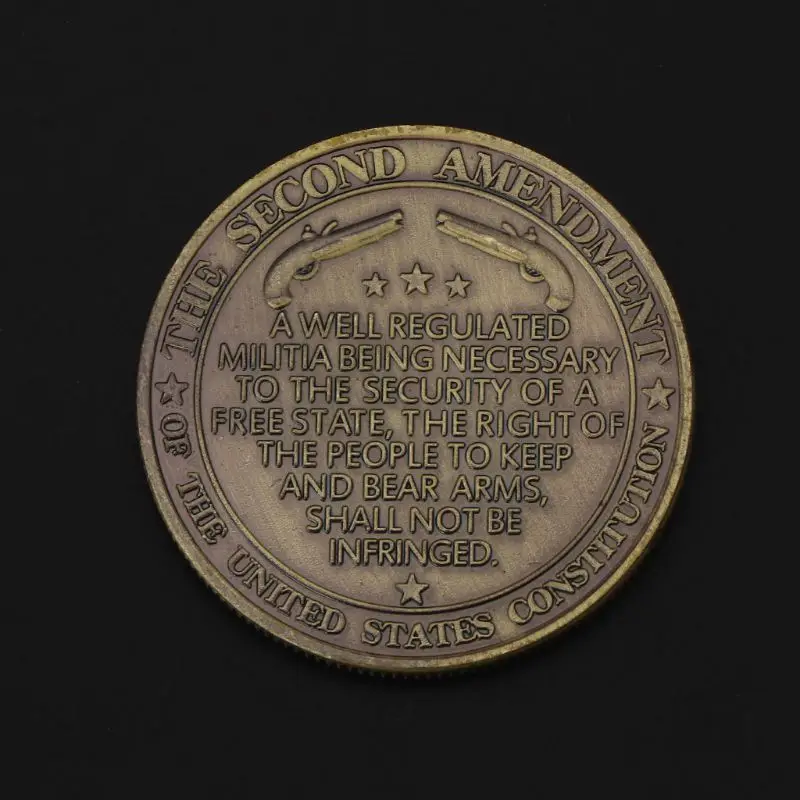 THE SECOND AMENDMENT
A WELL REGULATED
MILITIA BEING NECESSARY
TO THE SECURITY OF A
FREE STATE, THE RIGHT OF
THE PEOPLE TO KEEP
AND BEAR ARMS,
SHALL NOT BE
INFRINGED.
OF THE UNITED STATES CONSTITUTION